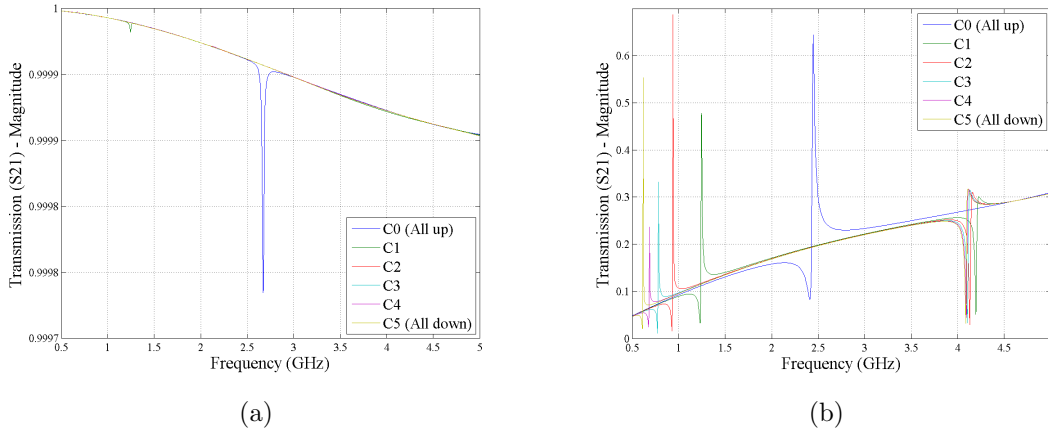 1
0.9999
0.9999
0.9998
0.9998
0.9997
0.5 1 1.5 2 2.5 3 3.5 4 4.5 5
Frequency (GHz)
Transmission (S21) - Magnitude
C0 (All up)
C1
C2
C3
C4
C5 (All down)
(a)
0.6
0.5
0.4
0.3
0.2
0.1
0
0.5 1 1.5 2 2.5 3 3.5 4 4.5
Frequency (GHz)
Transmission (S21) - Magnitude
C0 (All up)
C1
C2
C3
C4
C5 (All down)
(b)